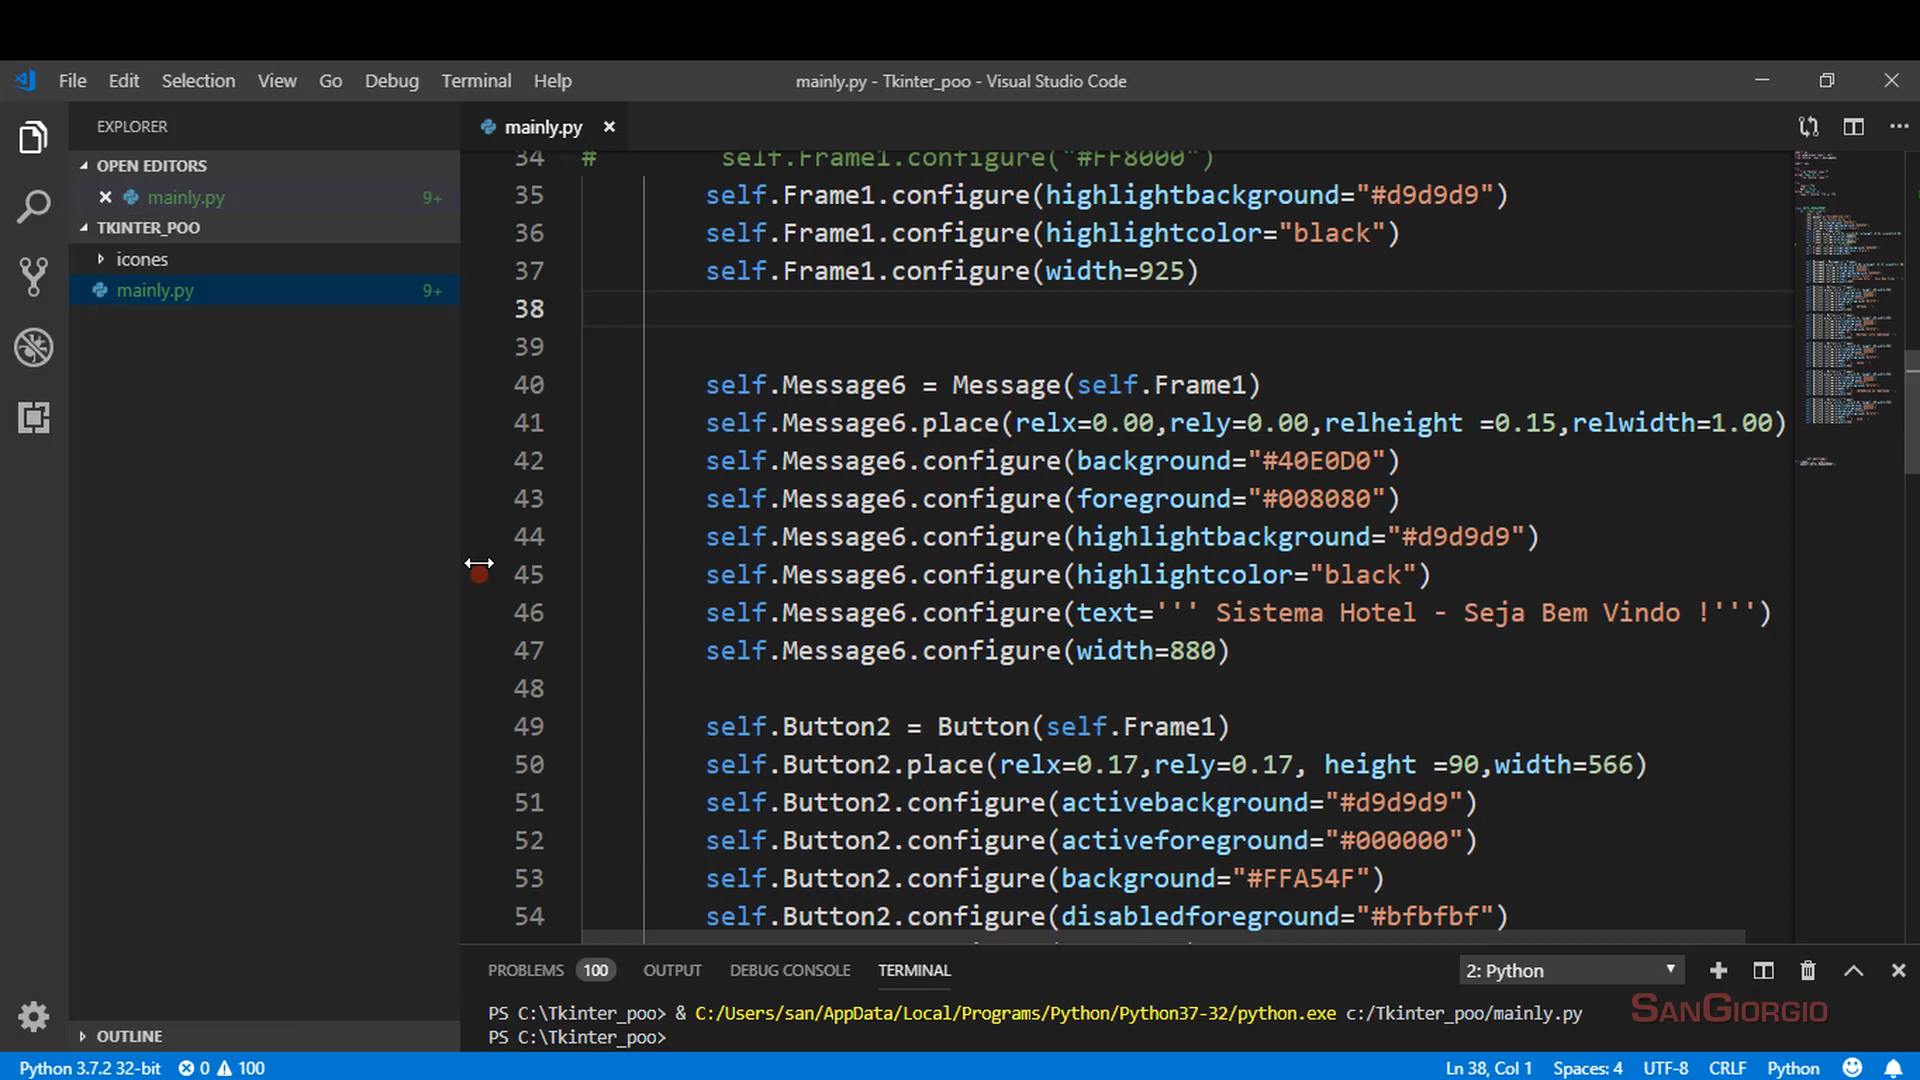 File Edit Selection View Go Debug Terminal Help
mainly.py - Tkinter_poo - Visual Studio Code
EXPLORER
mainly.py
OPEN EDITORS
mainly.py 9+
TKINTER_POO
icones
mainly.py 9+
OUTLINE
34 # self.Frame1.configure("#FF8000")
35 self.Frame1.configure(highlightbackground="#d9d9d9")
36 self.Frame1.configure(highlightcolor="black")
37 self.Frame1.configure(width=925)
38
39
40 self.Message6 = Message(self.Frame1)
41 self.Message6.place(relx=0.00,rely=0.00,relheight =0.15,relwidth=1.00)
42 self.Message6.configure(background="#40E0D0")
43 self.Message6.configure(foreground="#008080")
44 self.Message6.configure(highlightbackground="#d9d9d9")
45 self.Message6.configure(highlightcolor="black")
46 self.Message6.configure(text=''' Sistema Hotel - Seja Bem Vindo !''')
47 self.Message6.configure(width=880)
48
49 self.Button2 = Button(self.Frame1)
50 self.Button2.place(relx=0.17,rely=0.17, height =90,width=566)
51 self.Button2.configure(activebackground="#d9d9d9")
52 self.Button2.configure(activeforeground="#000000")
53 self.Button2.configure(background="#FFA54F")
54 self.Button2.configure(disabledforeground="#bfbfbf")
PROBLEMS 100 OUTPUT DEBUG CONSOLE TERMINAL
2: Python
PS C:\Tkinter_poo> & C:/Users/san/AppData/Local/Programs/Python/Python37-32/python.exe c:/Tkinter_poo/mainly.py
PS C:\Tkinter_poo>
SANGIORGIO
Python 3.7.2 32-bit 0 100
Ln 38, Col 1 Spaces: 4 UTF-8 CRLF Python